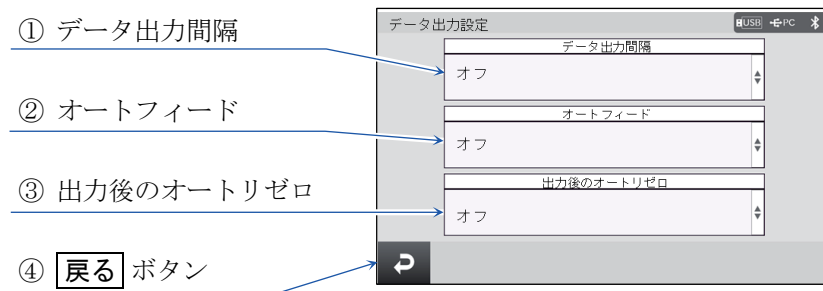 ① データ出力間隔
② オートフィード
③ 出力後のオートリゼロ
④ 戻る ボタン
データ出力設定
USB PC
データ出力間隔
オフ
オートフィード
オフ
出力後のオートリゼロ
オフ